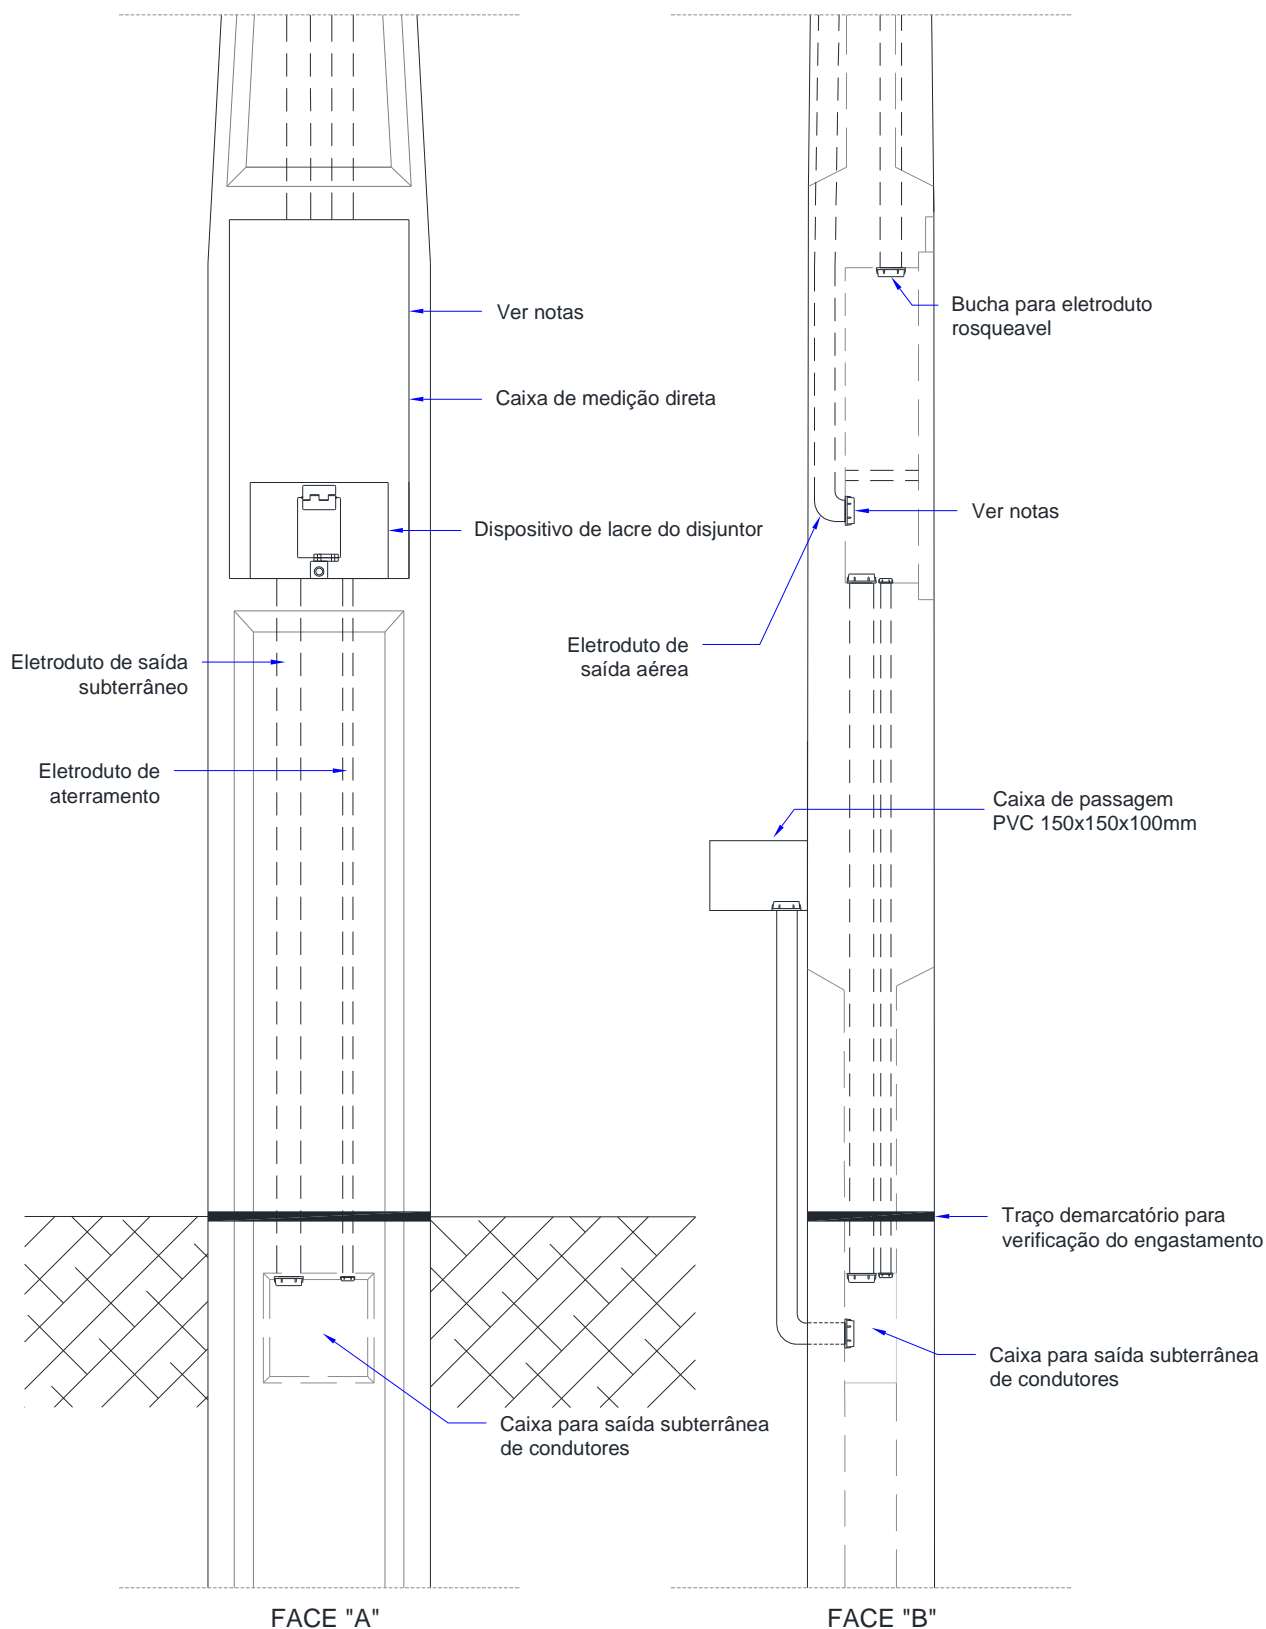 Ver notas
Caixa de medição direta
Dispositivo de lacre do disjuntor
Eletroduto de saída
subterrâneo
Eletroduto de
aterramento
Caixa para saída subterrânea
de condutores
FACE "A"
Bucha para eletroduto
rosqueavel
Ver notas
Eletroduto de
saída aérea
Caixa de passagem
PVC 150x150x100mm
Traço demarcatório para
verificação do engastamento
Caixa para saída subterrânea
de condutores
FACE "B"